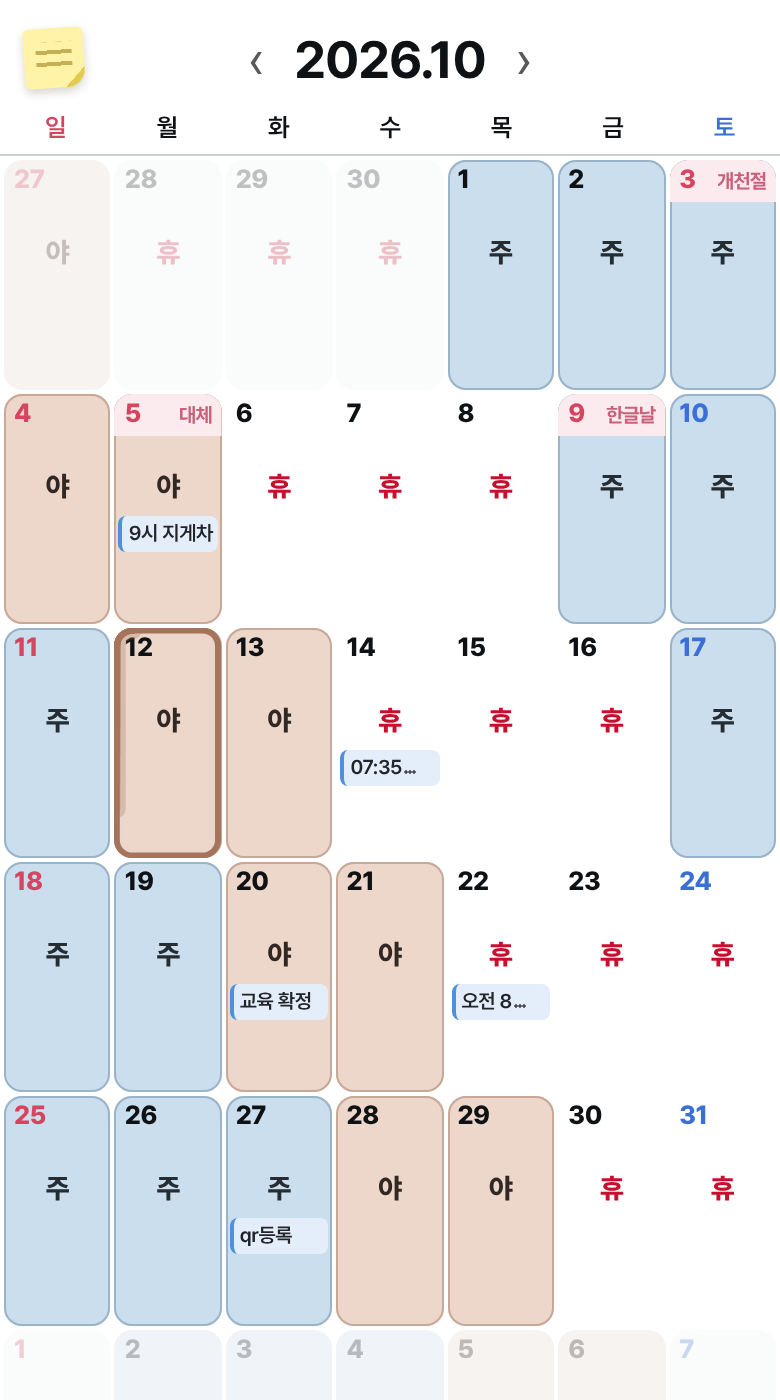 ‹ 2026.10 ›
일 월 화 수 목 금 토
27 28 29 30 1 2 3 개천절
야 휴 휴 휴 주 주 주
4 5 대체 6 7 8 9 한글날 10
야 야 휴 휴 휴 주 주
9시 지게차
11 12 13 14 15 16 17
주 야 야 휴 휴 휴 주
07:35...
18 19 20 21 22 23 24
주 주 야 야 휴 휴 휴
교육 확정 오전 8...
25 26 27 28 29 30 31
주 주 주 야 야 휴 휴
qr등록
1 2 3 4 5 6 7